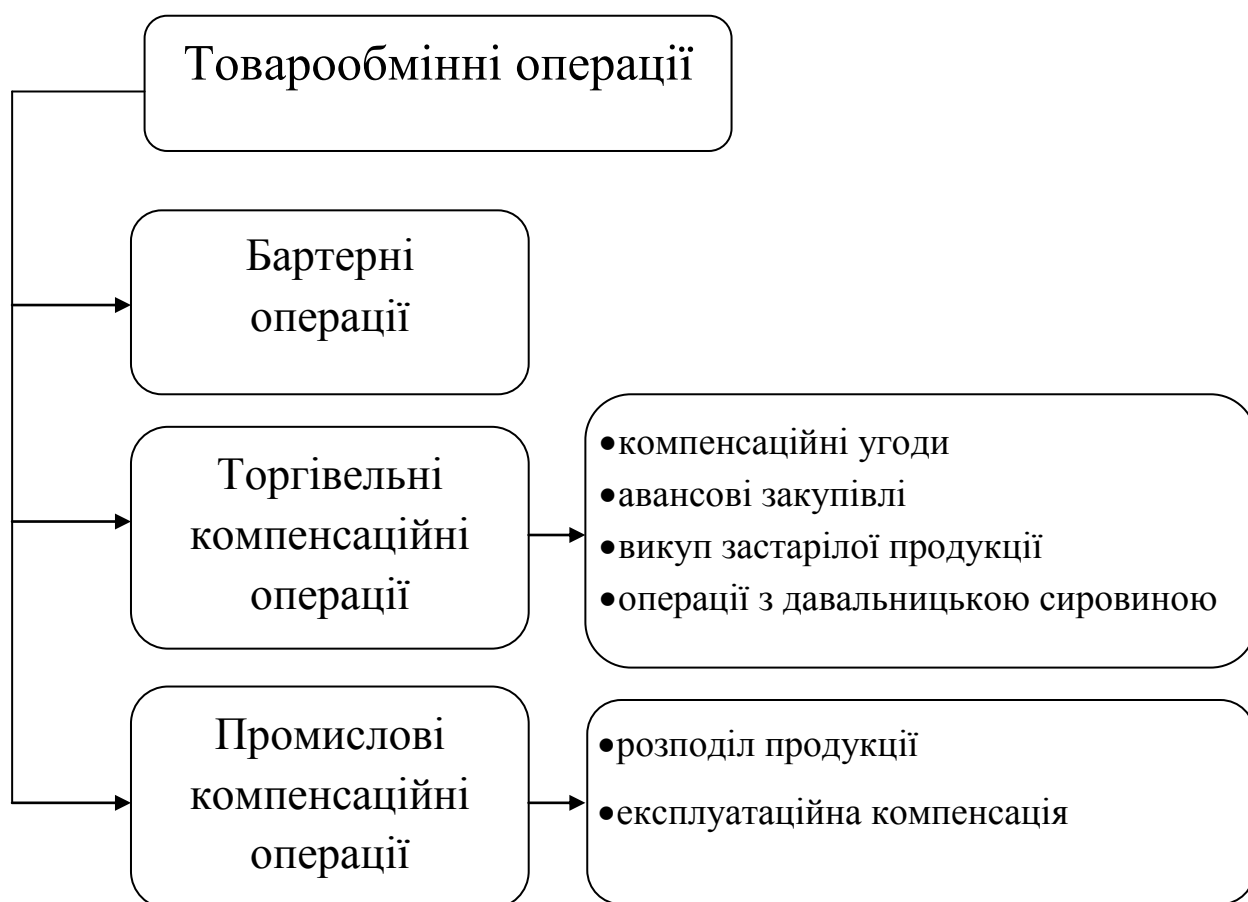 Товарообмінні операції
Бартерні
операції
Торгівельні
компенсаційні
операції
•компенсаційні угоди
•авансові закупівлі
•викуп застарілої продукції
•операції з давальницькою сировиною
Промислові
компенсаційні
операції
•розподіл продукції
•експлуатаційна компенсація